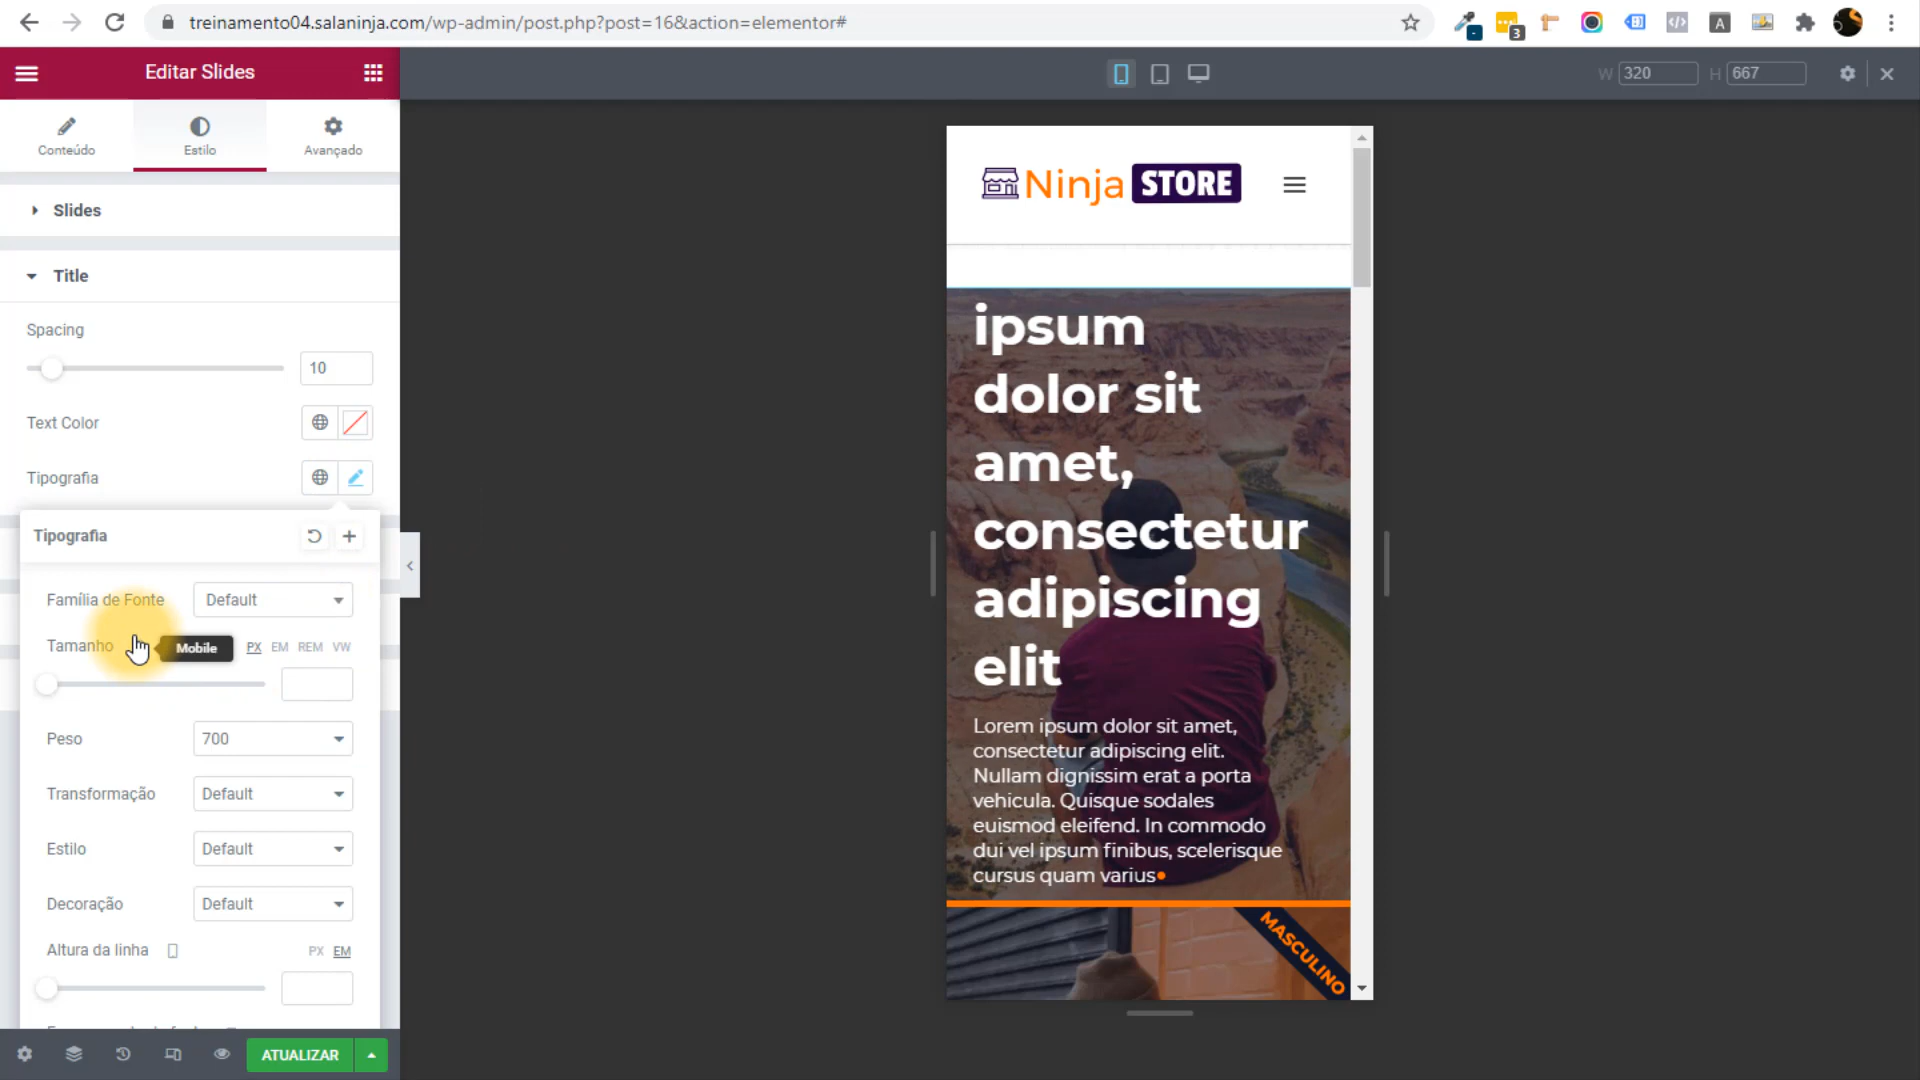 treinamento04.salaninja.com/wp-admin/post.php?post=16&action=elementor#
3
A
Editar Slides
W 320 H 667
Conteúdo
Estilo
Avançado
Slides
Title
Spacing
10
Text Color
Tipografia
Tipografia
Família de Fonte
Default
Tamanho
Mobile
PX EM REM VW
Peso
700
Transformação
Default
Estilo
Default
Decoração
Default
Altura da linha
PX EM
ATUALIZAR
Ninja STORE
ipsum
dolor sit
amet,
consectetur
adipiscing
elit
Lorem ipsum dolor sit amet,
consectetur adipiscing elit.
Nullam dignissim erat a porta
vehicula. Quisque sodales
euismod eleifend. In commodo
dui vel ipsum finibus, scelerisque
cursus quam varius
MASCULINO